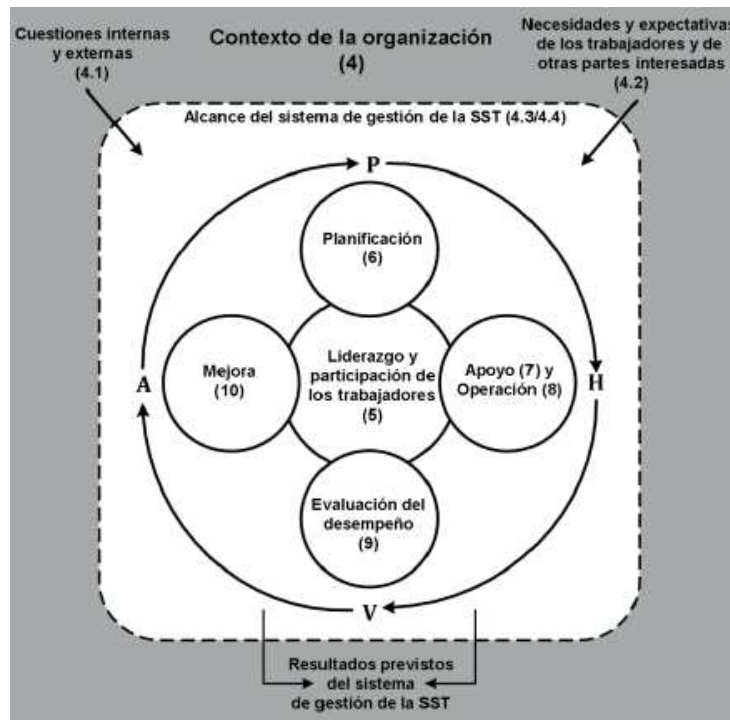 Cuestiones internas
y externas
(4.1)
Contexto de la organización
(4)
Necesidades y expectativas
de los trabajadores y de
otras partes interesadas
(4.2)
Alcance del sistema de gestión de la SST (4.3/4.4)
P
Planificación
(6)
A
Mejora
(10)
Liderazgo y
participación de
los trabajadores
(5)
Apoyo (7) y
Operación (8)
H
Evaluación del
desempeño
(9)
V
Resultados previstos
del sistema
de gestión de la SST